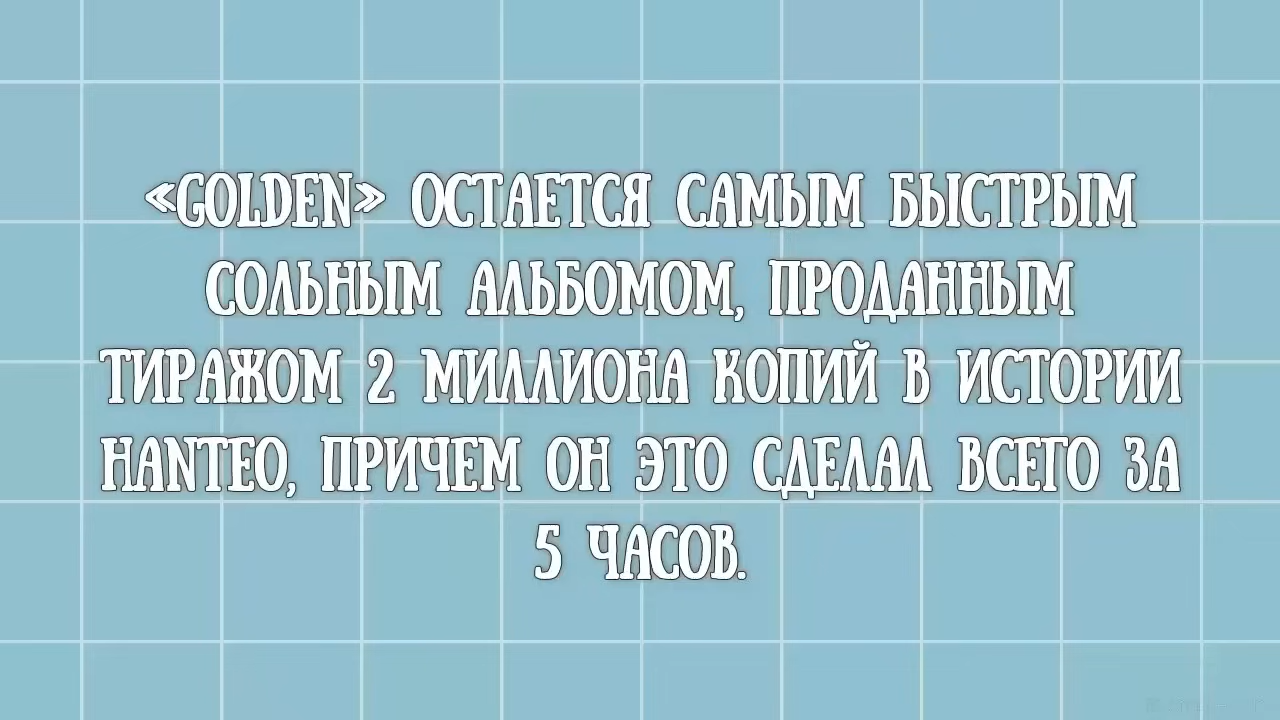 «GOLDEN» ОСТАЕТСЯ САМЫМ БЫСТРЫМ
СОЛЬНЫМ АЛЬБОМОМ, ПРОДАННЫМ
ТИРАЖОМ 2 МИЛЛИОНА КОПИЙ В ИСТОРИИ
HANTEO, ПРИЧЕМ ОН ЭТО СДЕЛАЛ ВСЕГО ЗА
5 ЧАСОВ.